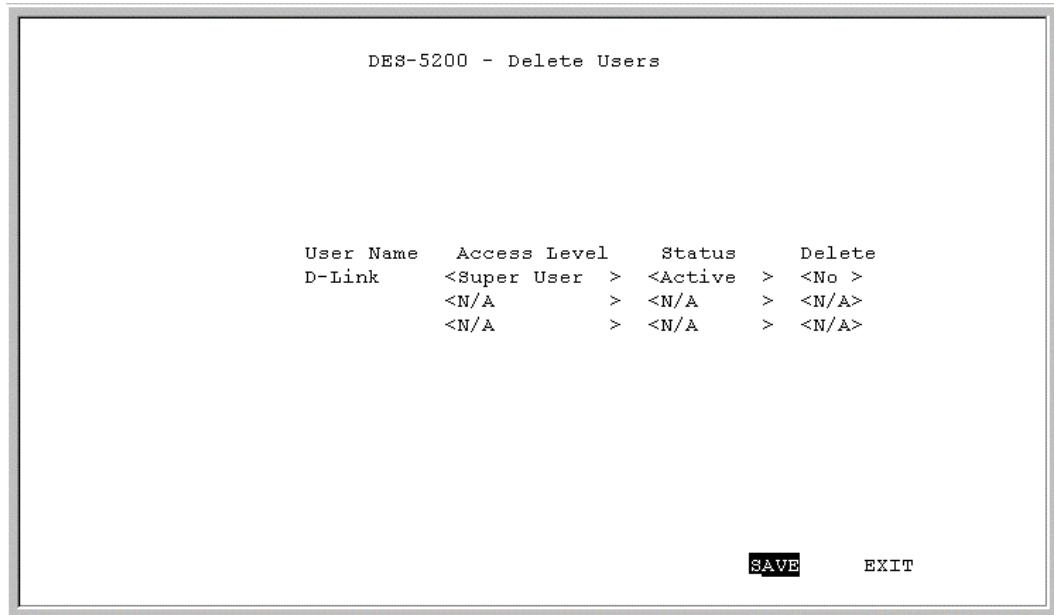 DES-5200 - Delete Users
User Name Access Level Status Delete
D-Link <Super User > <Active > <No >
<N/A > <N/A > <N/A>
<N/A > <N/A > <N/A>
SAVE EXIT